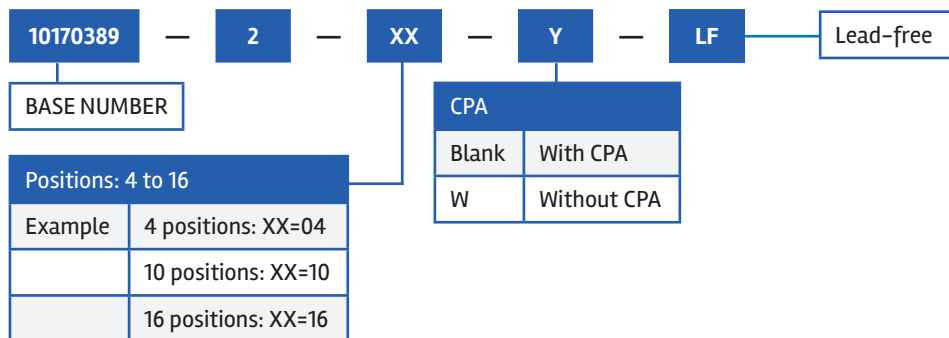 10170389 — 2 — XX — Y — LF Lead-free
BASE NUMBER
CPA
Blank With CPA
W Without CPA
Positions: 4 to 16
Example 4 positions: XX=04
10 positions: XX=10
16 positions: XX=16